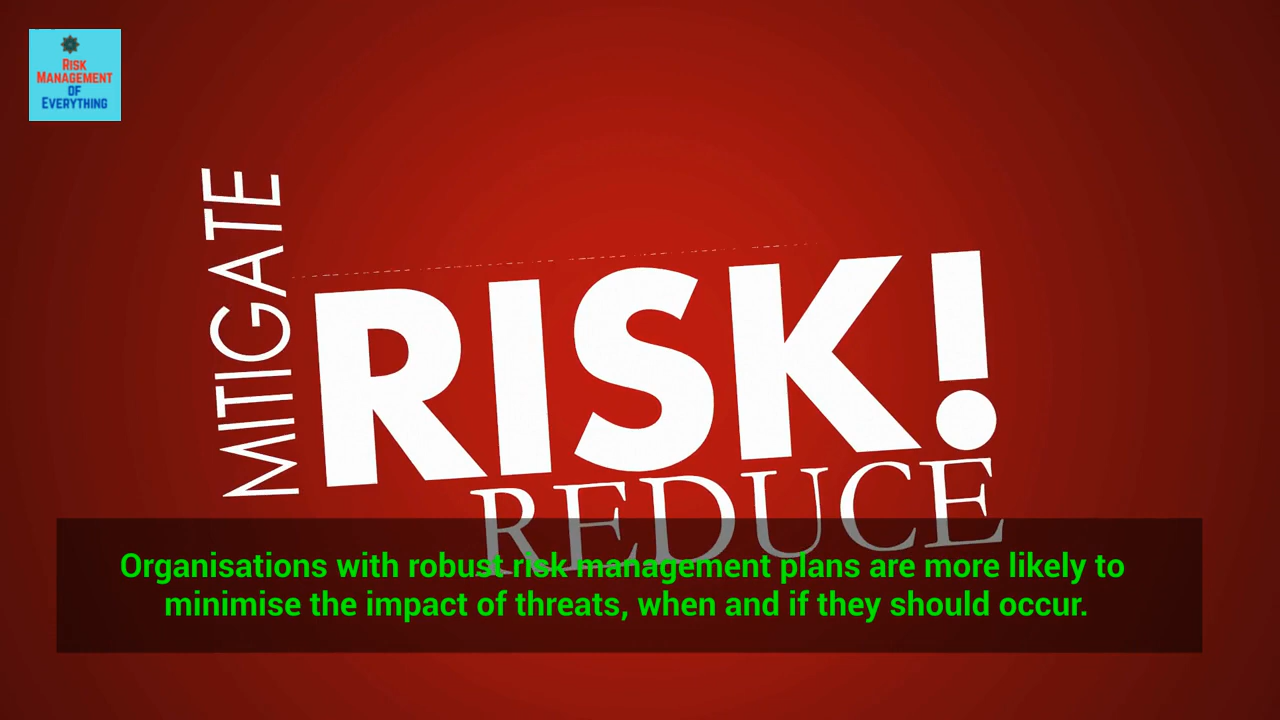 Risk
Management
of
Everything
MITIGATE
RISK!
REDUCE
Organisations with robust risk management plans are more likely to
minimise the impact of threats, when and if they should occur.